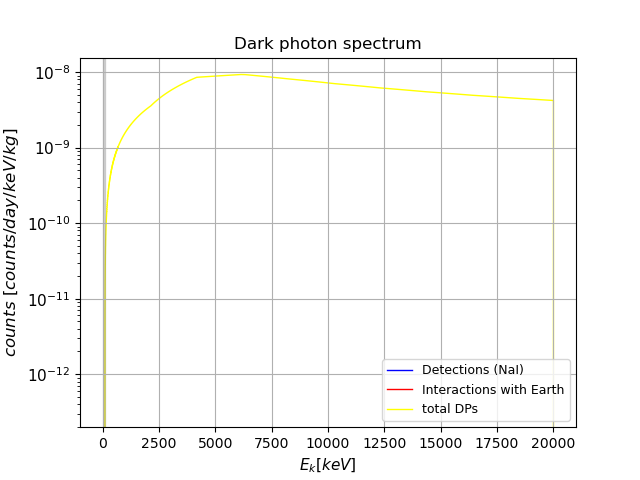 Dark photon spectrum
counts [counts/day/keV/kg]
10⁻⁸
10⁻⁹
10⁻¹⁰
10⁻¹¹
10⁻¹²
Detections (NaI)
Interactions with Earth
total DPs
0 2500 5000 7500 10000 12500 15000 17500 20000
Eₖ[keV]